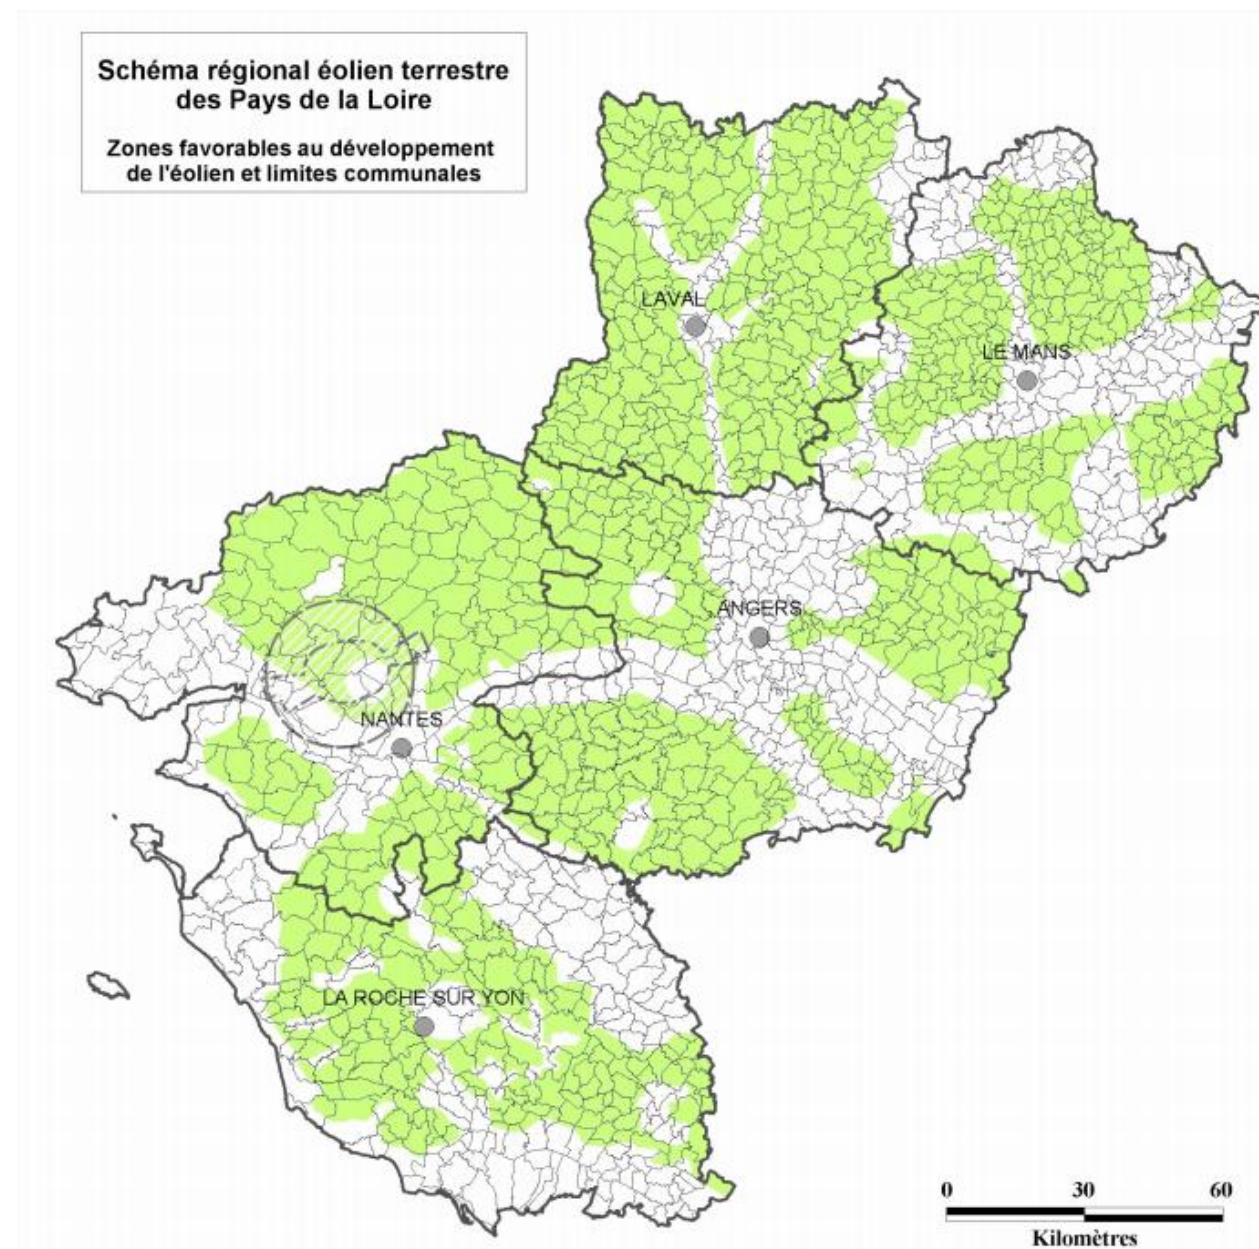 Schéma régional éolien terrestre
des Pays de la Loire
Zones favorables au développement
de l'éolien et limites communales
LAVAL
LE MANS
ANGERS
NANTES
LA ROCHE SUR YON
0 30 60
Kilomètres